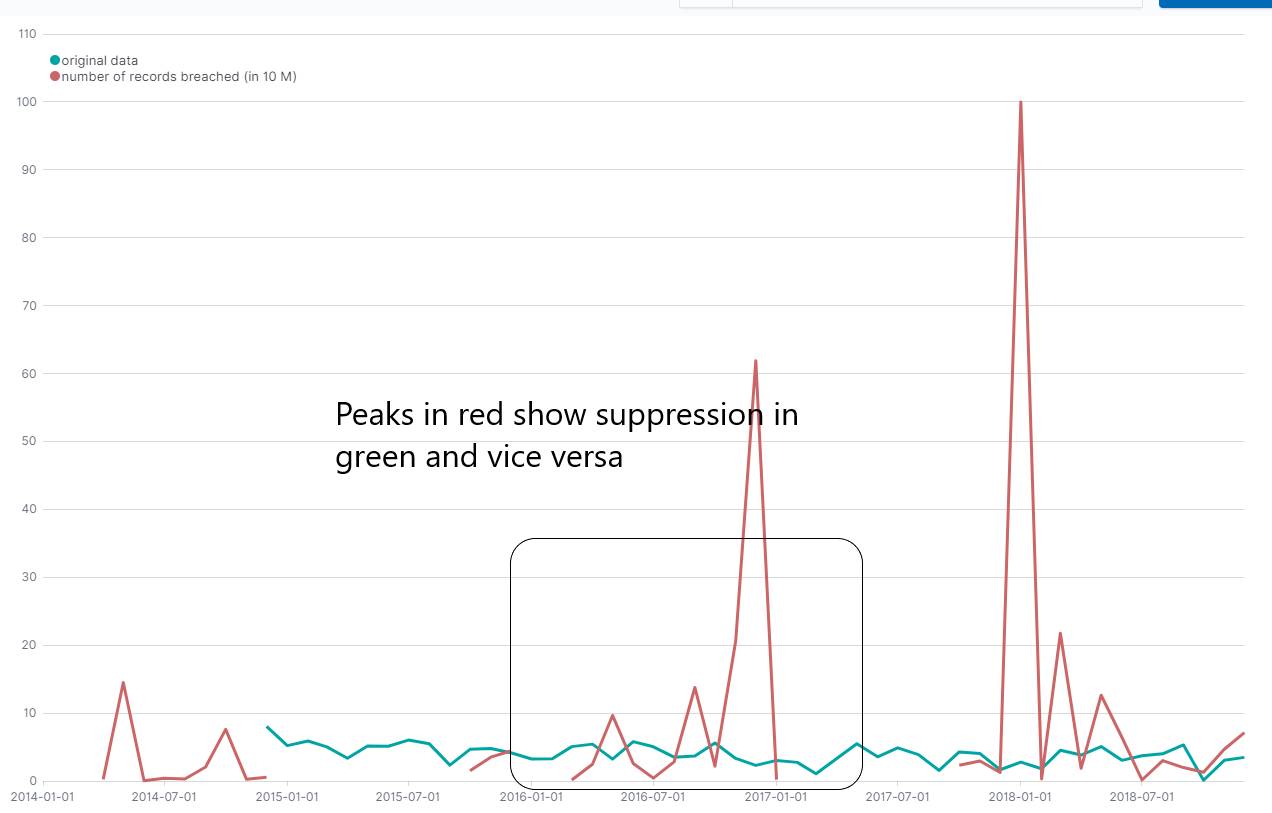 110
original data
number of records breached (in 10 M)
100
90
80
70
60
Peaks in red show suppression in
green and vice versa
50
40
30
20
10
0
2014-01-01 2014-07-01 2015-01-01 2015-07-01 2016-01-01 2016-07-01 2017-01-01 2017-07-01 2018-01-01 2018-07-01